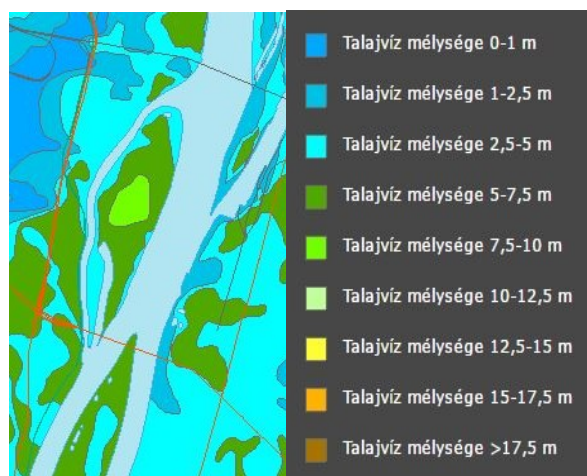 Talajvíz mélysége 0-1 m
Talajvíz mélysége 1-2,5 m
Talajvíz mélysége 2,5-5 m
Talajvíz mélysége 5-7,5 m
Talajvíz mélysége 7,5-10 m
Talajvíz mélysége 10-12,5 m
Talajvíz mélysége 12,5-15 m
Talajvíz mélysége 15-17,5 m
Talajvíz mélysége >17,5 m